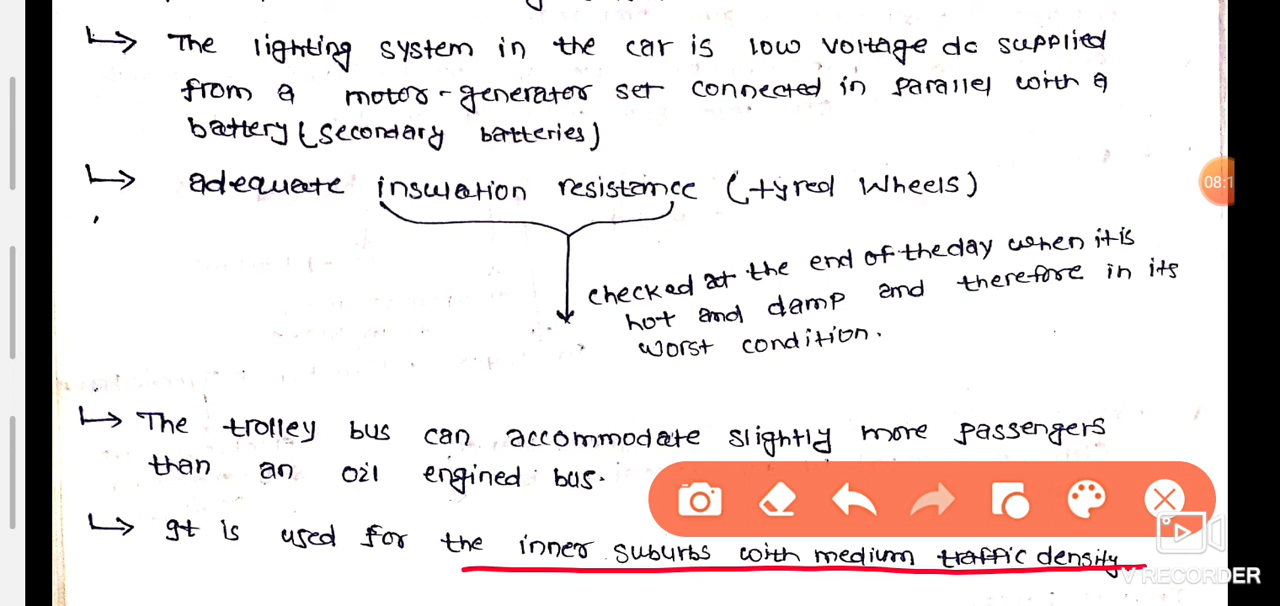 ↳ The lighting system in the car is low voltage dc supplied
from a motor-generator set connected in parallel with a
battery (secondary batteries)
↳ adequate insulation resistance (tyred wheels)
08:1
checked at the end of the day when it is
hot and damp and therefore in its
worst condition.
↳ The trolley bus can accommodate slightly more passengers
than an oil engined bus.
↳ It is used for the inner suburbs with medium traffic density
V RECORDER